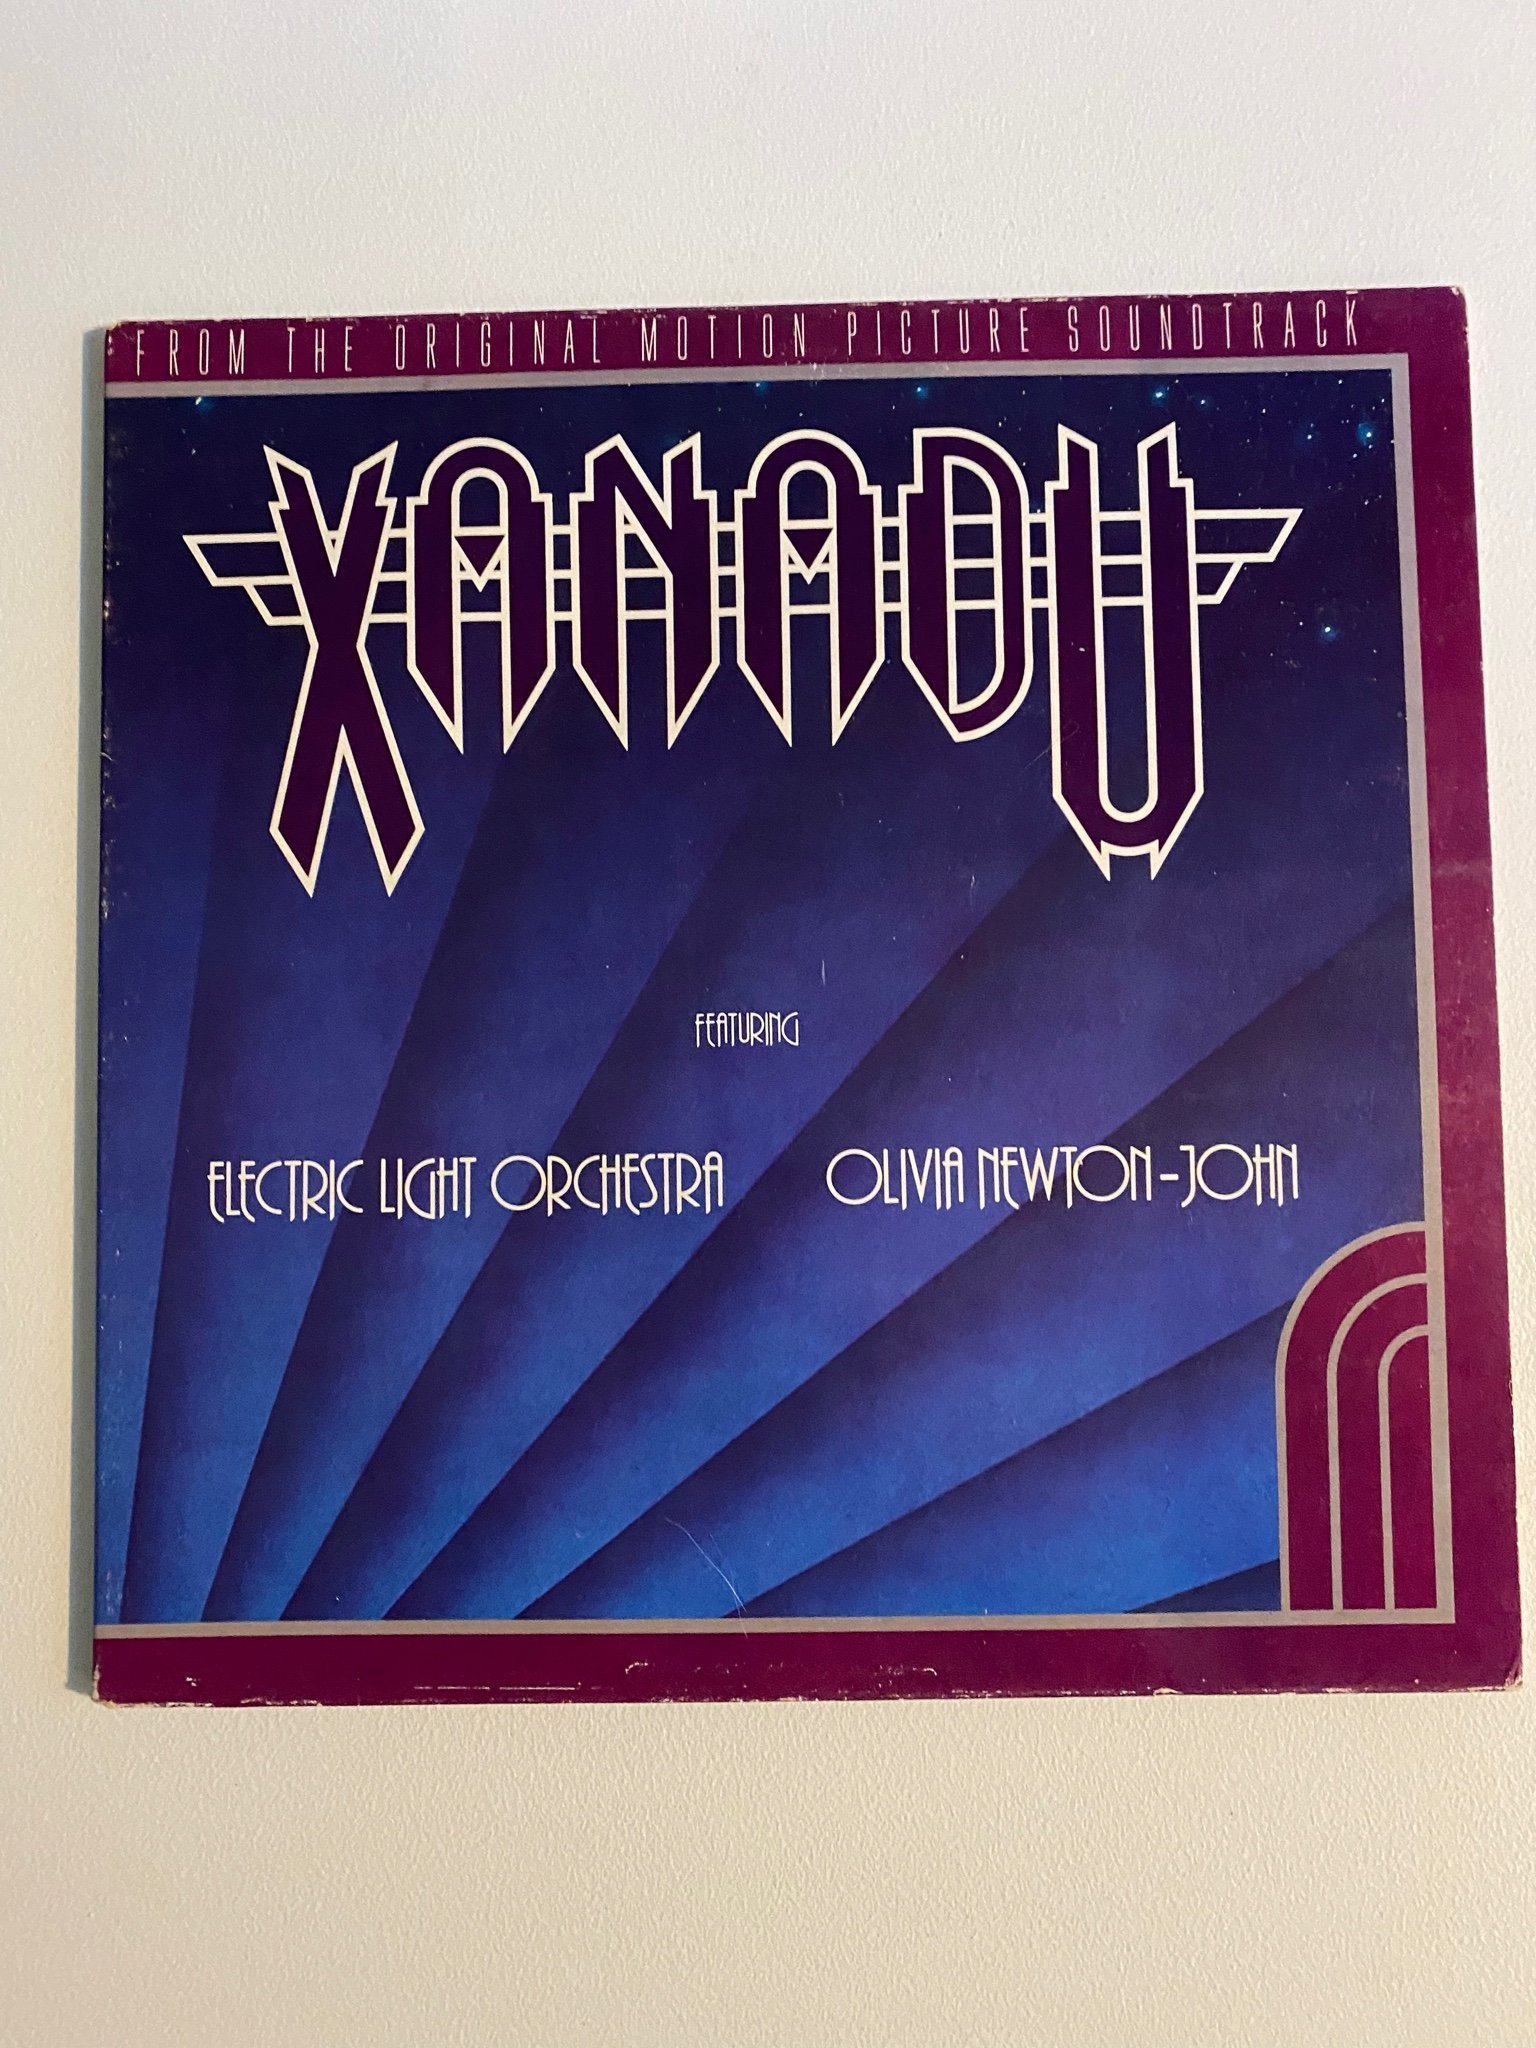 FROM THE ORIGINAL MOTION PICTURE SOUNDTRACK
XANADU
FEATURING
ELECTRIC LIGHT ORCHESTRA OLIVIA NEWTON-JOHN